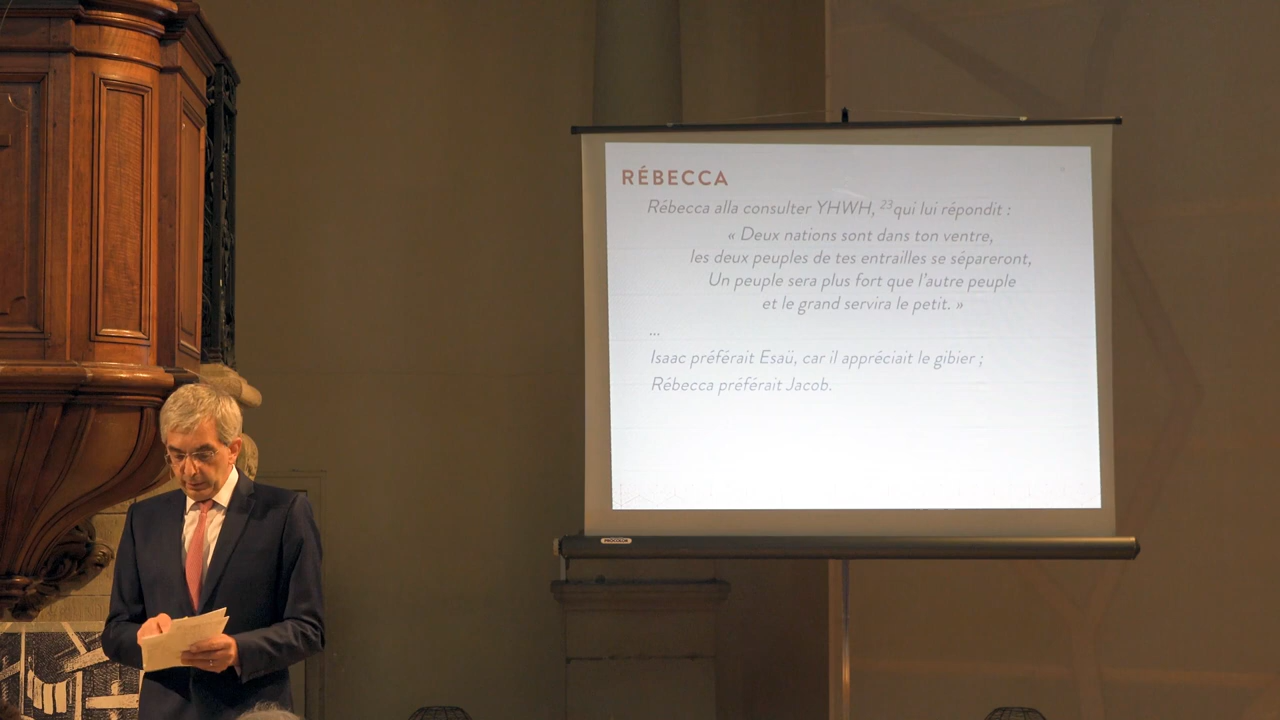 RÉBECCA
Rébecca alla consulter YHWH, ²³qui lui répondit :
« Deux nations sont dans ton ventre,
les deux peuples de tes entrailles se sépareront,
Un peuple sera plus fort que l'autre peuple
et le grand servira le petit. »
...
Isaac préférait Esaü, car il appréciait le gibier ;
Rébecca préférait Jacob.
PROCOLOR